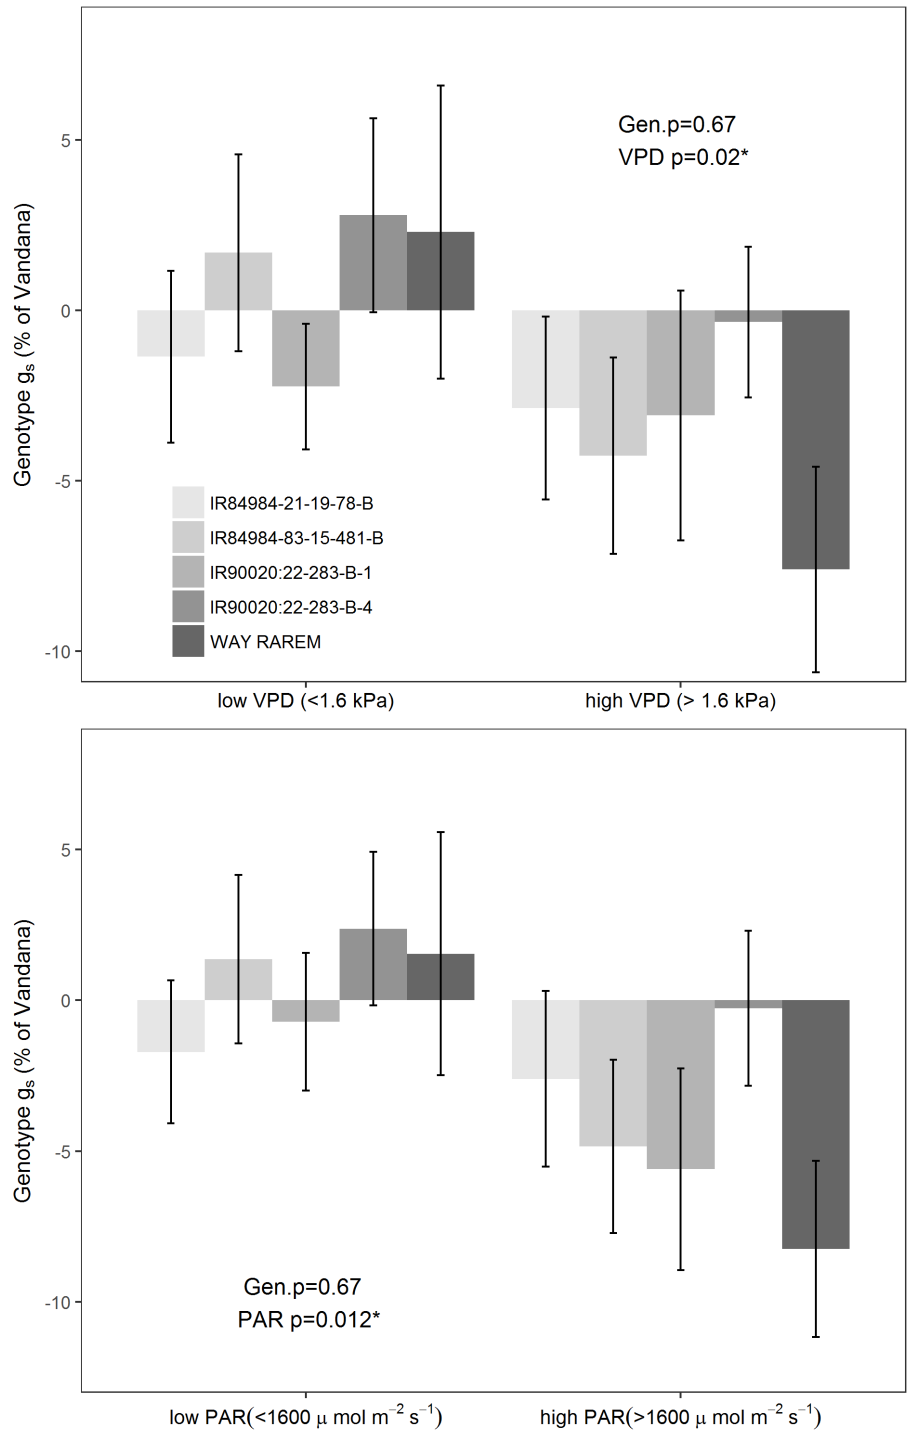 Gen.p=0.67
VPD p=0.02*
5
0
-5
-10
Genotype gₛ (% of Vandana)
IR84984-21-19-78-B
IR84984-83-15-481-B
IR90020:22-283-B-1
IR90020:22-283-B-4
WAY RAREM
low VPD (<1.6 kPa)
high VPD (> 1.6 kPa)
5
0
-5
-10
Genotype gₛ (% of Vandana)
Gen.p=0.67
PAR p=0.012*
low PAR(<1600 μ mol m⁻² s⁻¹)
high PAR(>1600 μ mol m⁻² s⁻¹)